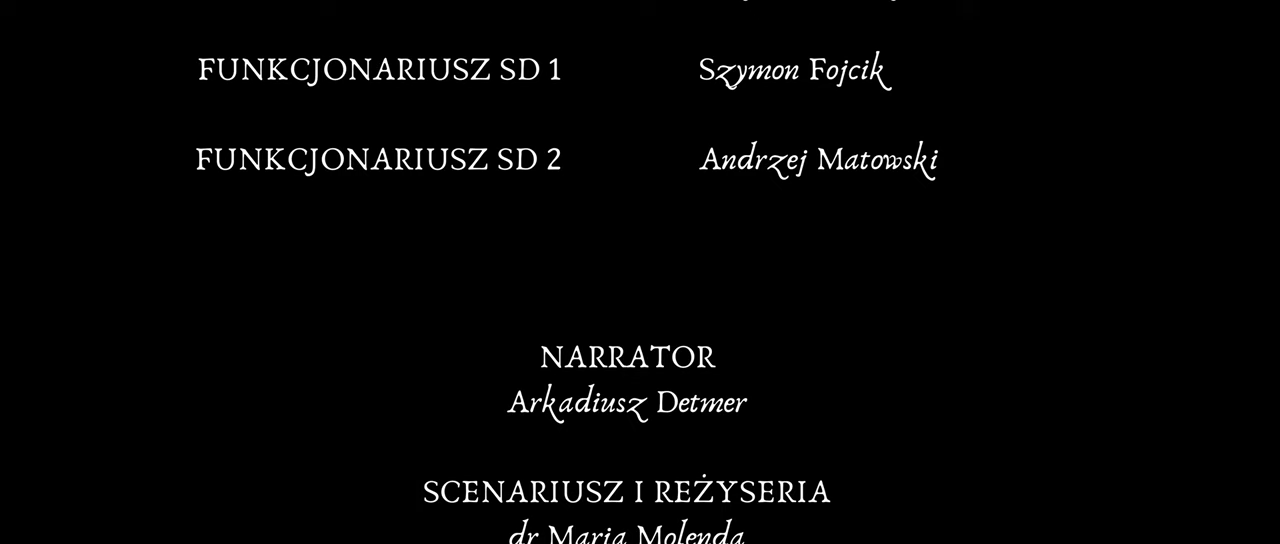 FUNKCJONARIUSZ SD 1 Szymon Fojcik
FUNKCJONARIUSZ SD 2 Andrzej Matowski
NARRATOR
Arkadiusz Detmer
SCENARIUSZ I REŻYSERIA
dr Maria Molenda